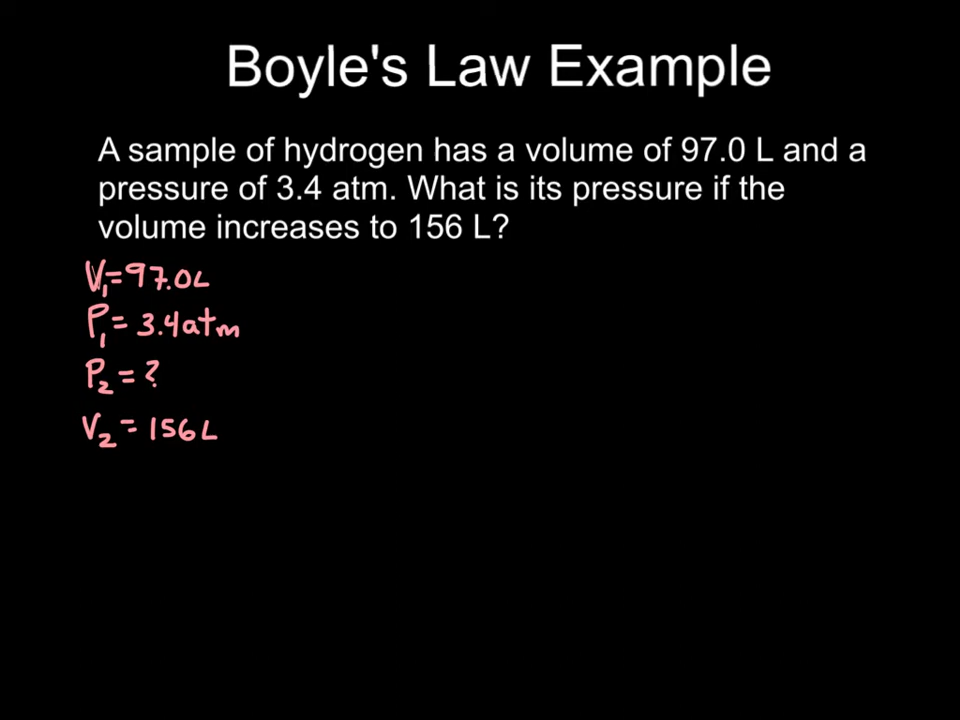 Boyle's Law Example
A sample of hydrogen has a volume of 97.0 L and a
pressure of 3.4 atm. What is its pressure if the
volume increases to 156 L?
V₁=97.0L
P₁ = 3.4atm
P₂ = ?
V₂ = 156L